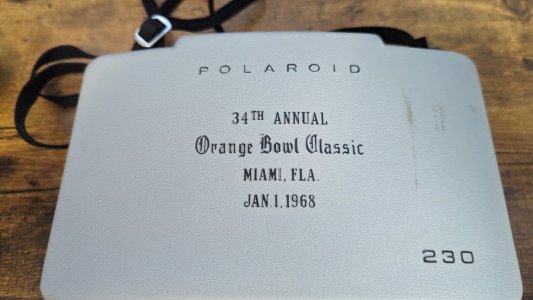 POLAROID
34TH ANNUAL
Orange Bowl Classic
MIAMI, FLA.
JAN. 1, 1968
230